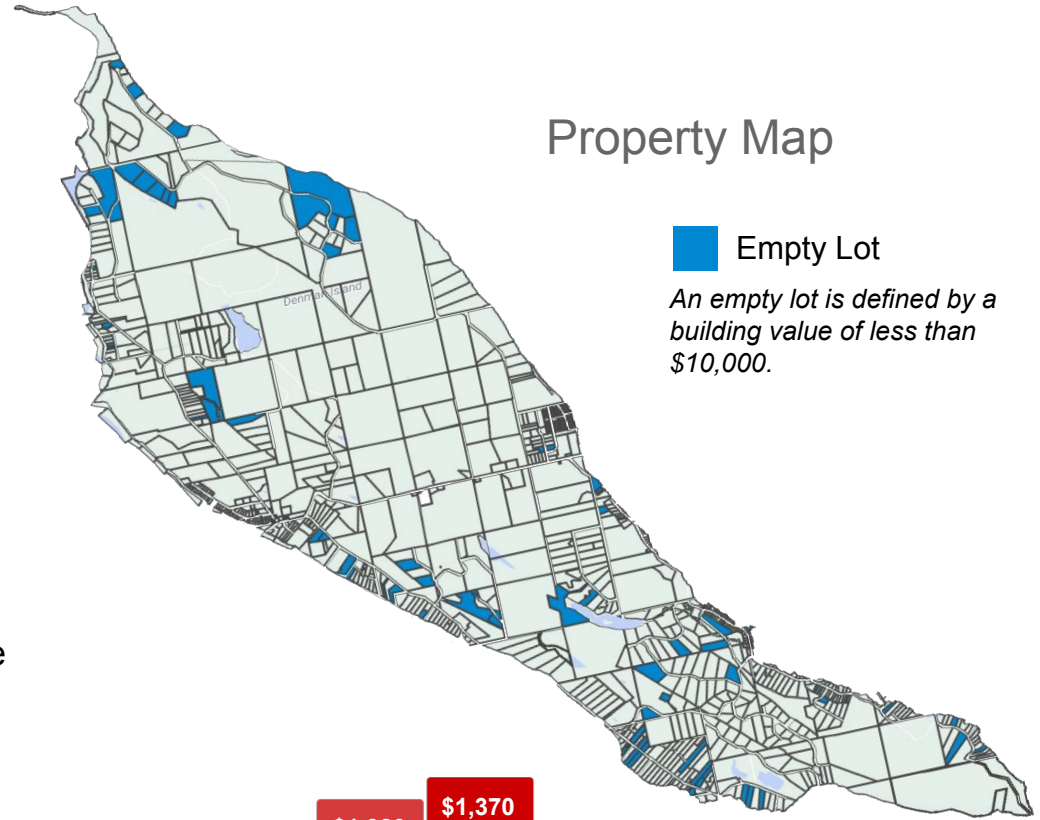 Property Map
Empty Lot
An empty lot is defined by a
building value of less than
$10,000.
Denman Island
e
$1,370